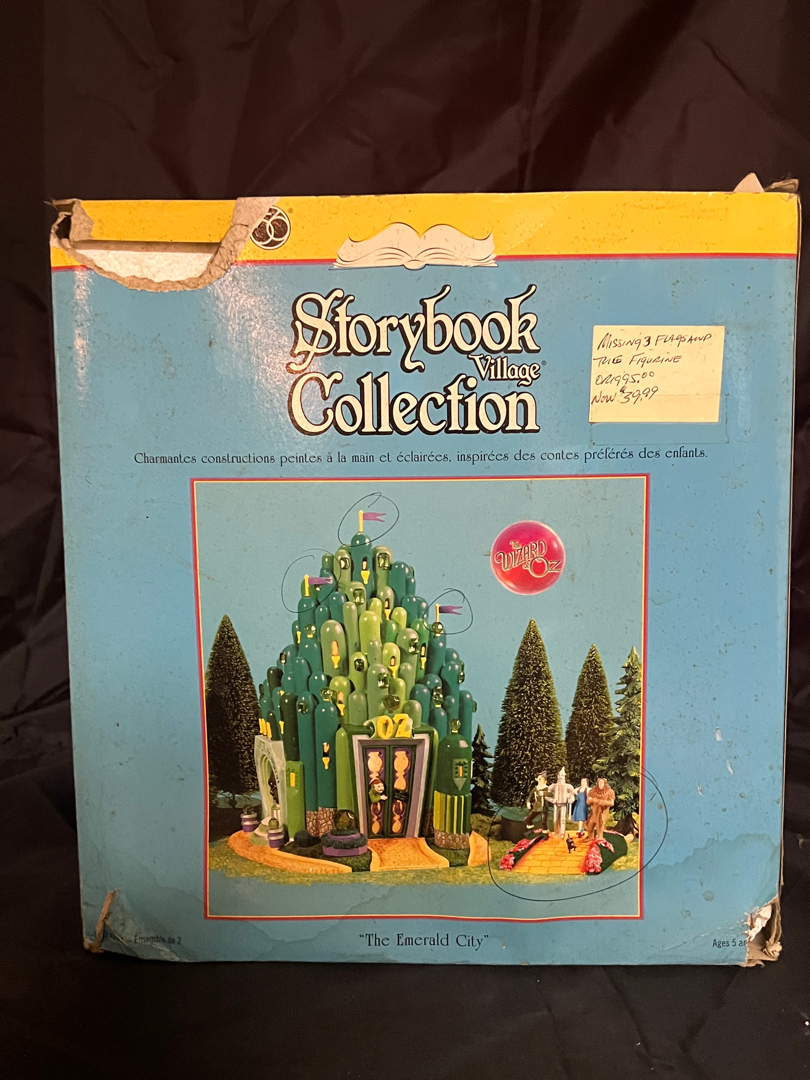 56
Storybook
Village®
Collection
MISSING 3 FLAGS AND
THE FIGURINE
ORIG 95.00
NOW $39.99
Charmantes constructions peintes à la main et éclairées, inspirées des contes préférés des enfants.
The
WIZARD
of OZ
OZ
Ensemble de 2
"The Emerald City"
Ages 5